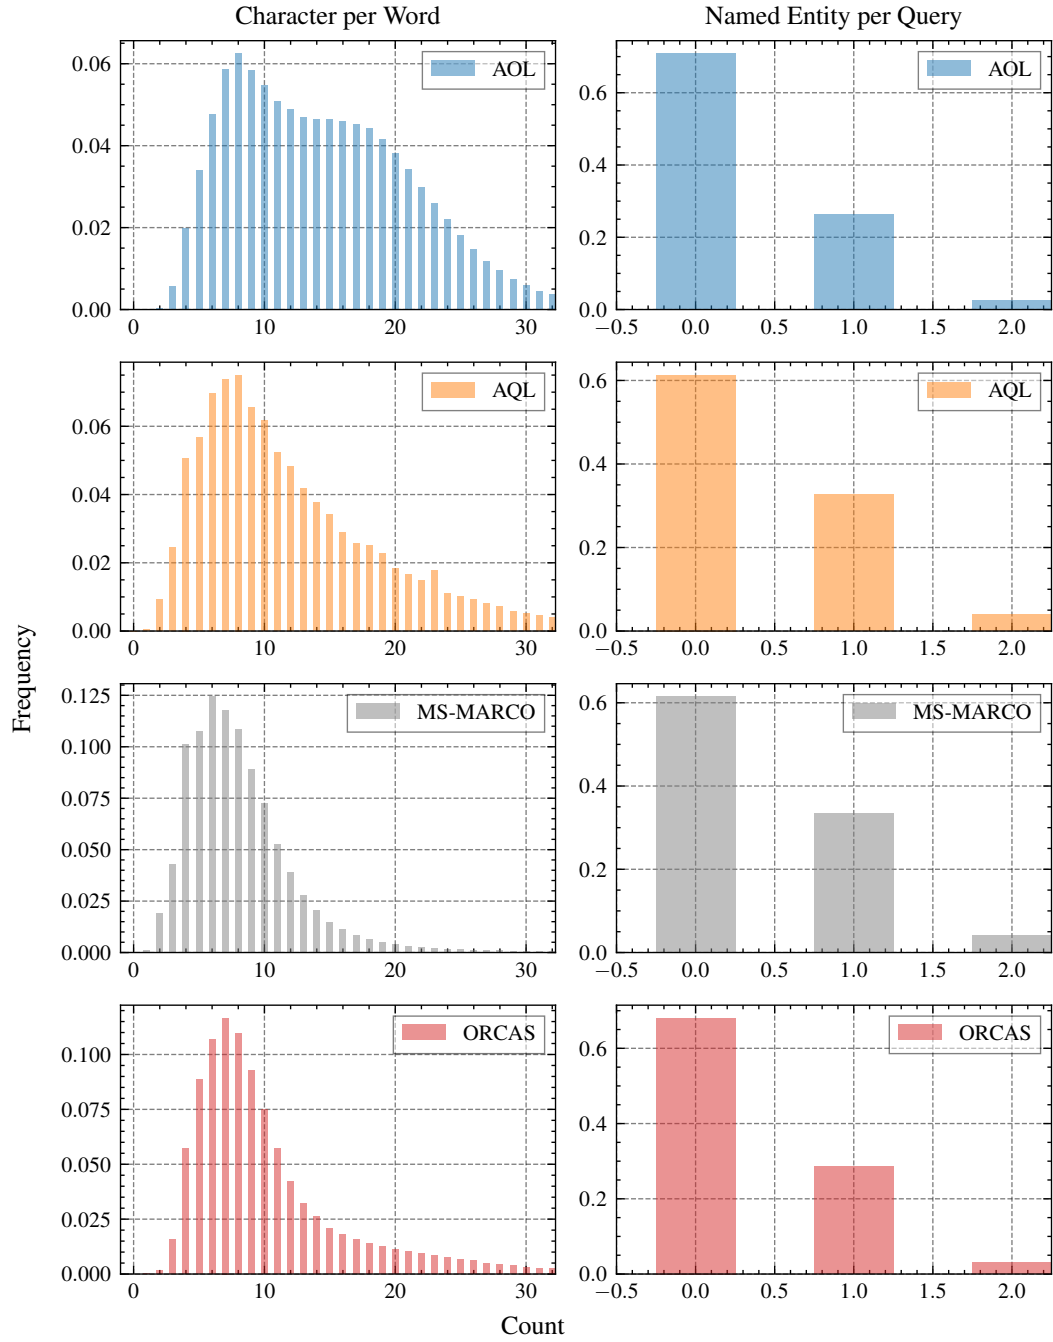 Character per Word
Named Entity per Query
0.06
0.04
0.02
0.00
0 10 20 30
AOL
0.6
0.4
0.2
0.0
−0.5 0.0 0.5 1.0 1.5 2.0
AOL
0.06
0.04
0.02
0.00
0 10 20 30
AQL
0.6
0.4
0.2
0.0
−0.5 0.0 0.5 1.0 1.5 2.0
AQL
Frequency
0.125
0.100
0.075
0.050
0.025
0.000
0 10 20 30
MS-MARCO
0.6
0.4
0.2
0.0
−0.5 0.0 0.5 1.0 1.5 2.0
MS-MARCO
0.100
0.075
0.050
0.025
0.000
0 10 20 30
ORCAS
0.6
0.4
0.2
0.0
−0.5 0.0 0.5 1.0 1.5 2.0
ORCAS
Count